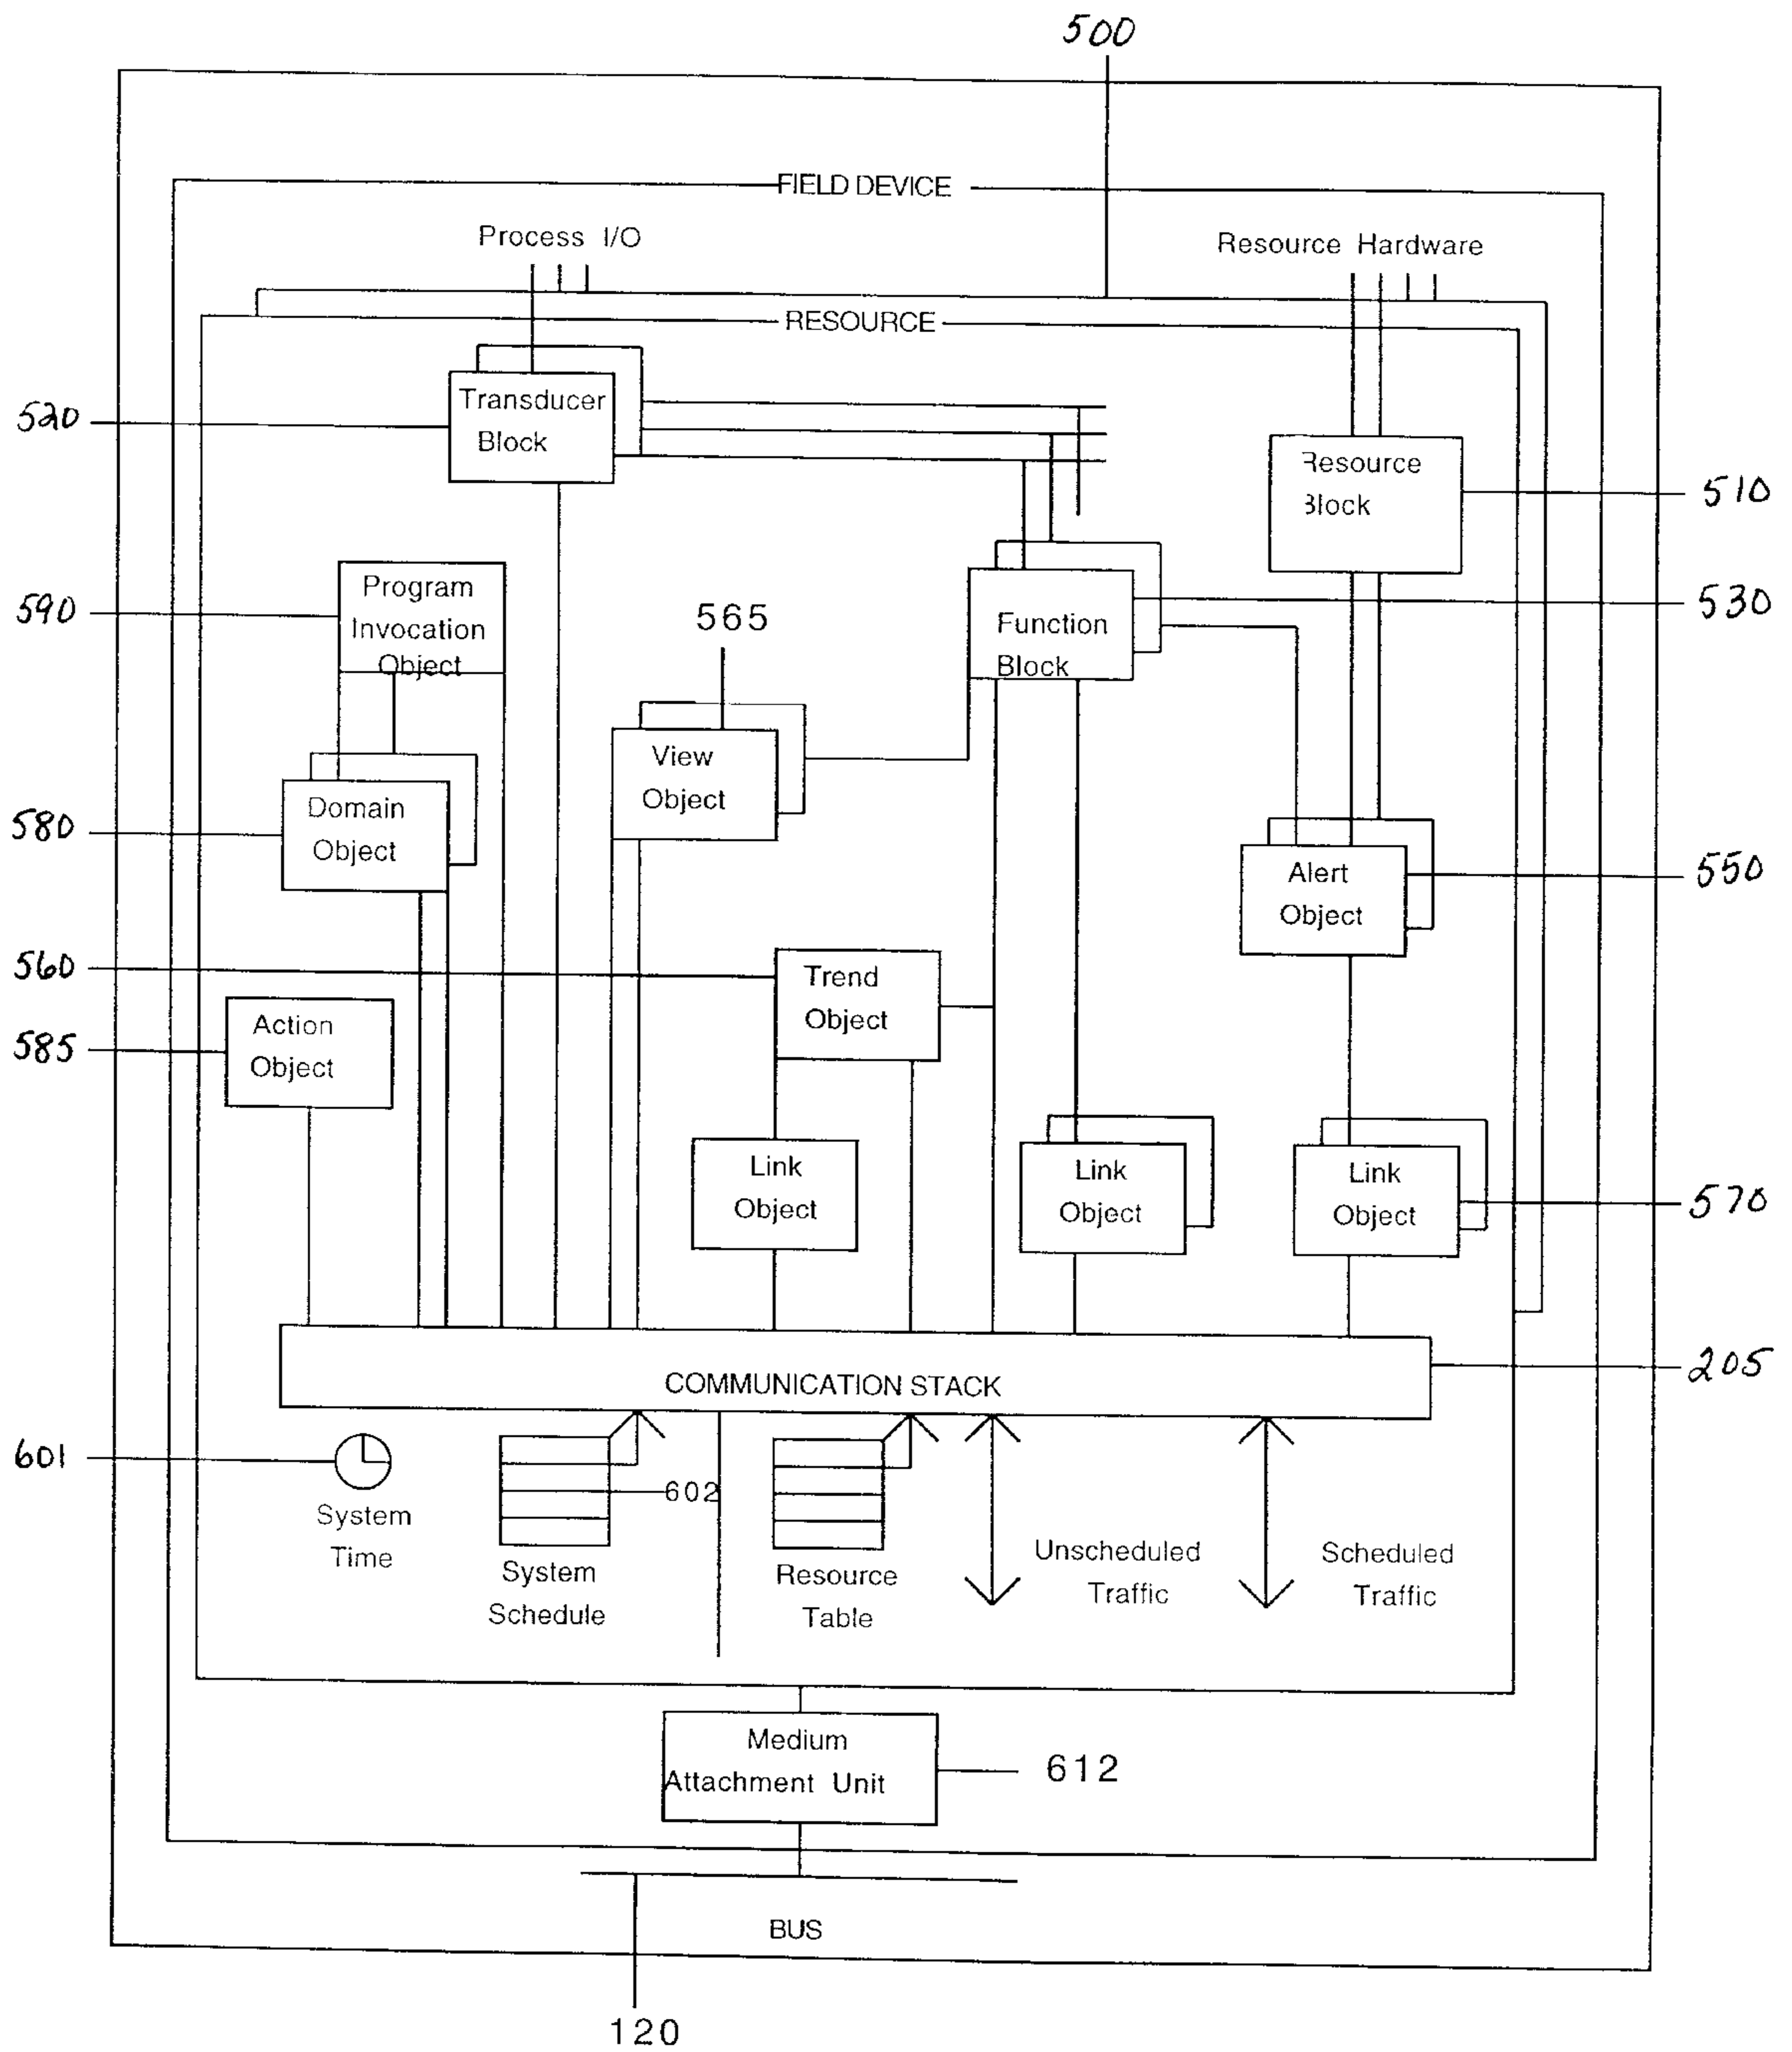 500
FIELD DEVICE
Process I/O
Resource Hardware
RESOURCE
520
Transducer
Block
Resource
Block
510
590
Program
Invocation
Object
565
Function
Block
530
580
Domain
Object
View
Object
Alert
Object
550
560
Trend
Object
585
Action
Object
Link
Object
Link
Object
Link
Object
570
COMMUNICATION STACK
205
601
System
Time
602
System
Schedule
Resource
Table
Unscheduled
Traffic
Scheduled
Traffic
Medium
Attachment Unit
612
BUS
120